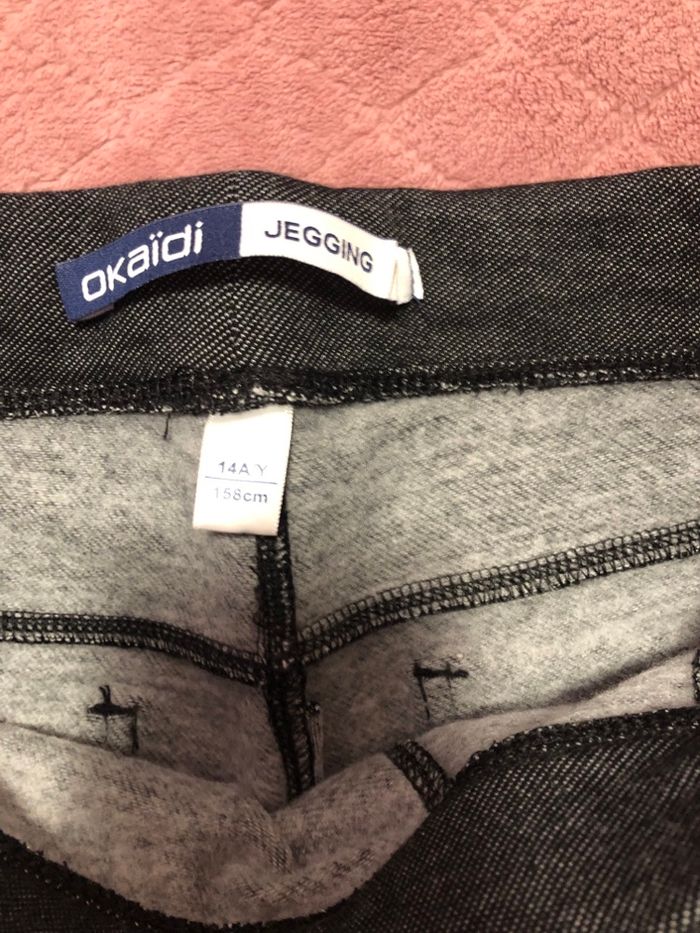 okaïdi
JEGGING
14A/Y
158cm